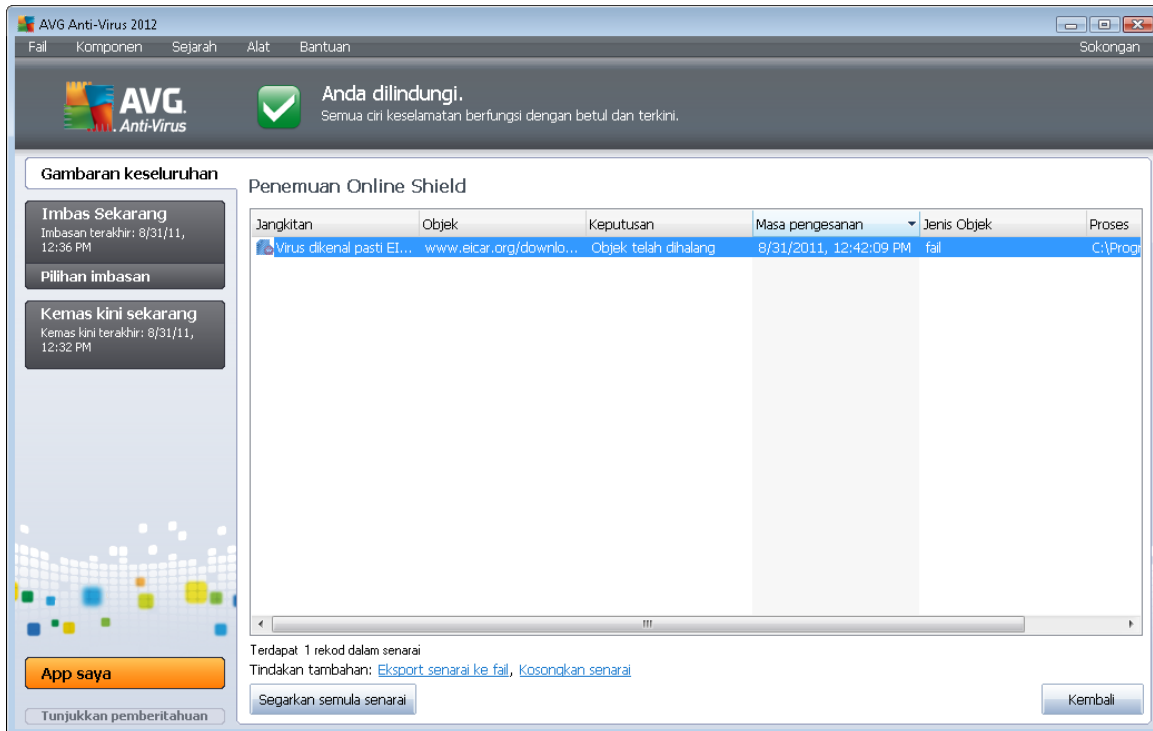 AVG Anti-Virus 2012
Fail Komponen Sejarah Alat Bantuan Sokongan
AVG.
Anti-Virus
Anda dilindungi.
Semua ciri keselamatan berfungsi dengan betul dan terkini.
Gambaran keseluruhan
Imbas Sekarang
Imbasan terakhir: 8/31/11,
12:36 PM
Pilihan imbasan
Kemas kini sekarang
Kemas kini terakhir: 8/31/11,
12:32 PM
App saya
Tunjukkan pemberitahuan
Penemuan Online Shield
Jangkitan Objek Keputusan Masa pengesanan Jenis Objek Proses
Virus dikenal pasti EI... www.eicar.org/downlo... Objek telah dihalang 8/31/2011, 12:42:09 PM fail C:\Progr
Terdapat 1 rekod dalam senarai
Tindakan tambahan: Eksport senarai ke fail, Kosongkan senarai
Segarkan semula senarai Kembali